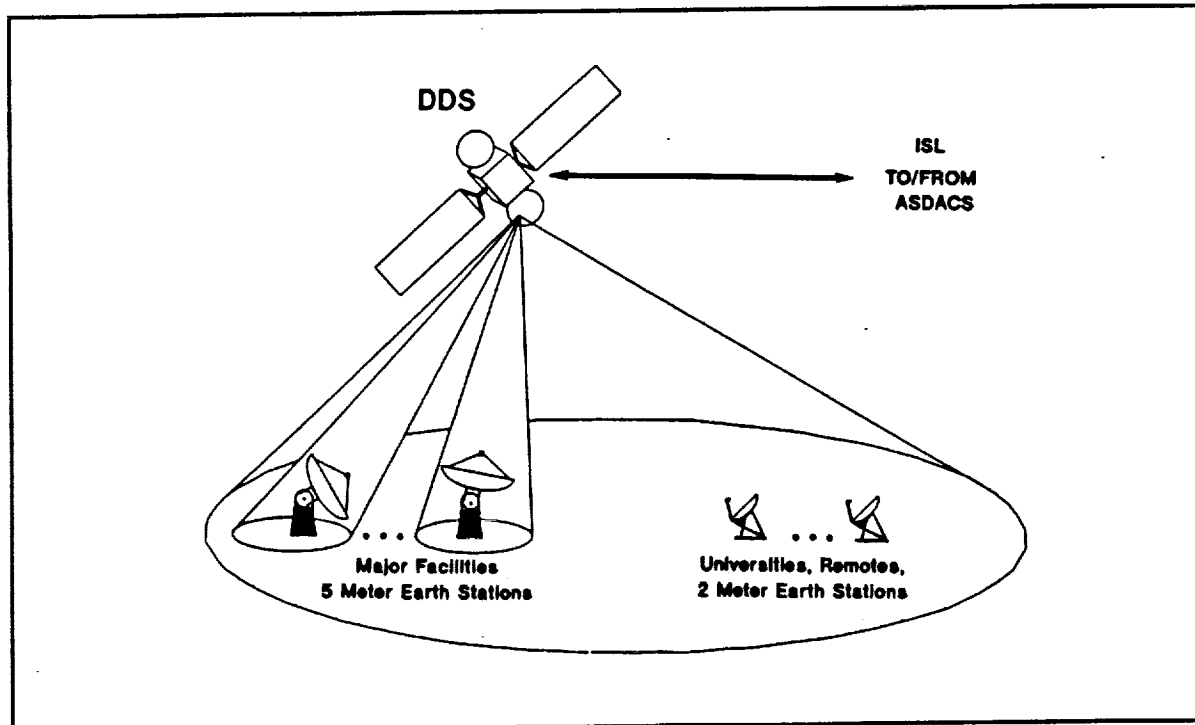 DDS
ISL
TO/FROM
ASDACS
Major Facilities
5 Meter Earth Stations
Universities, Remotes,
2 Meter Earth Stations